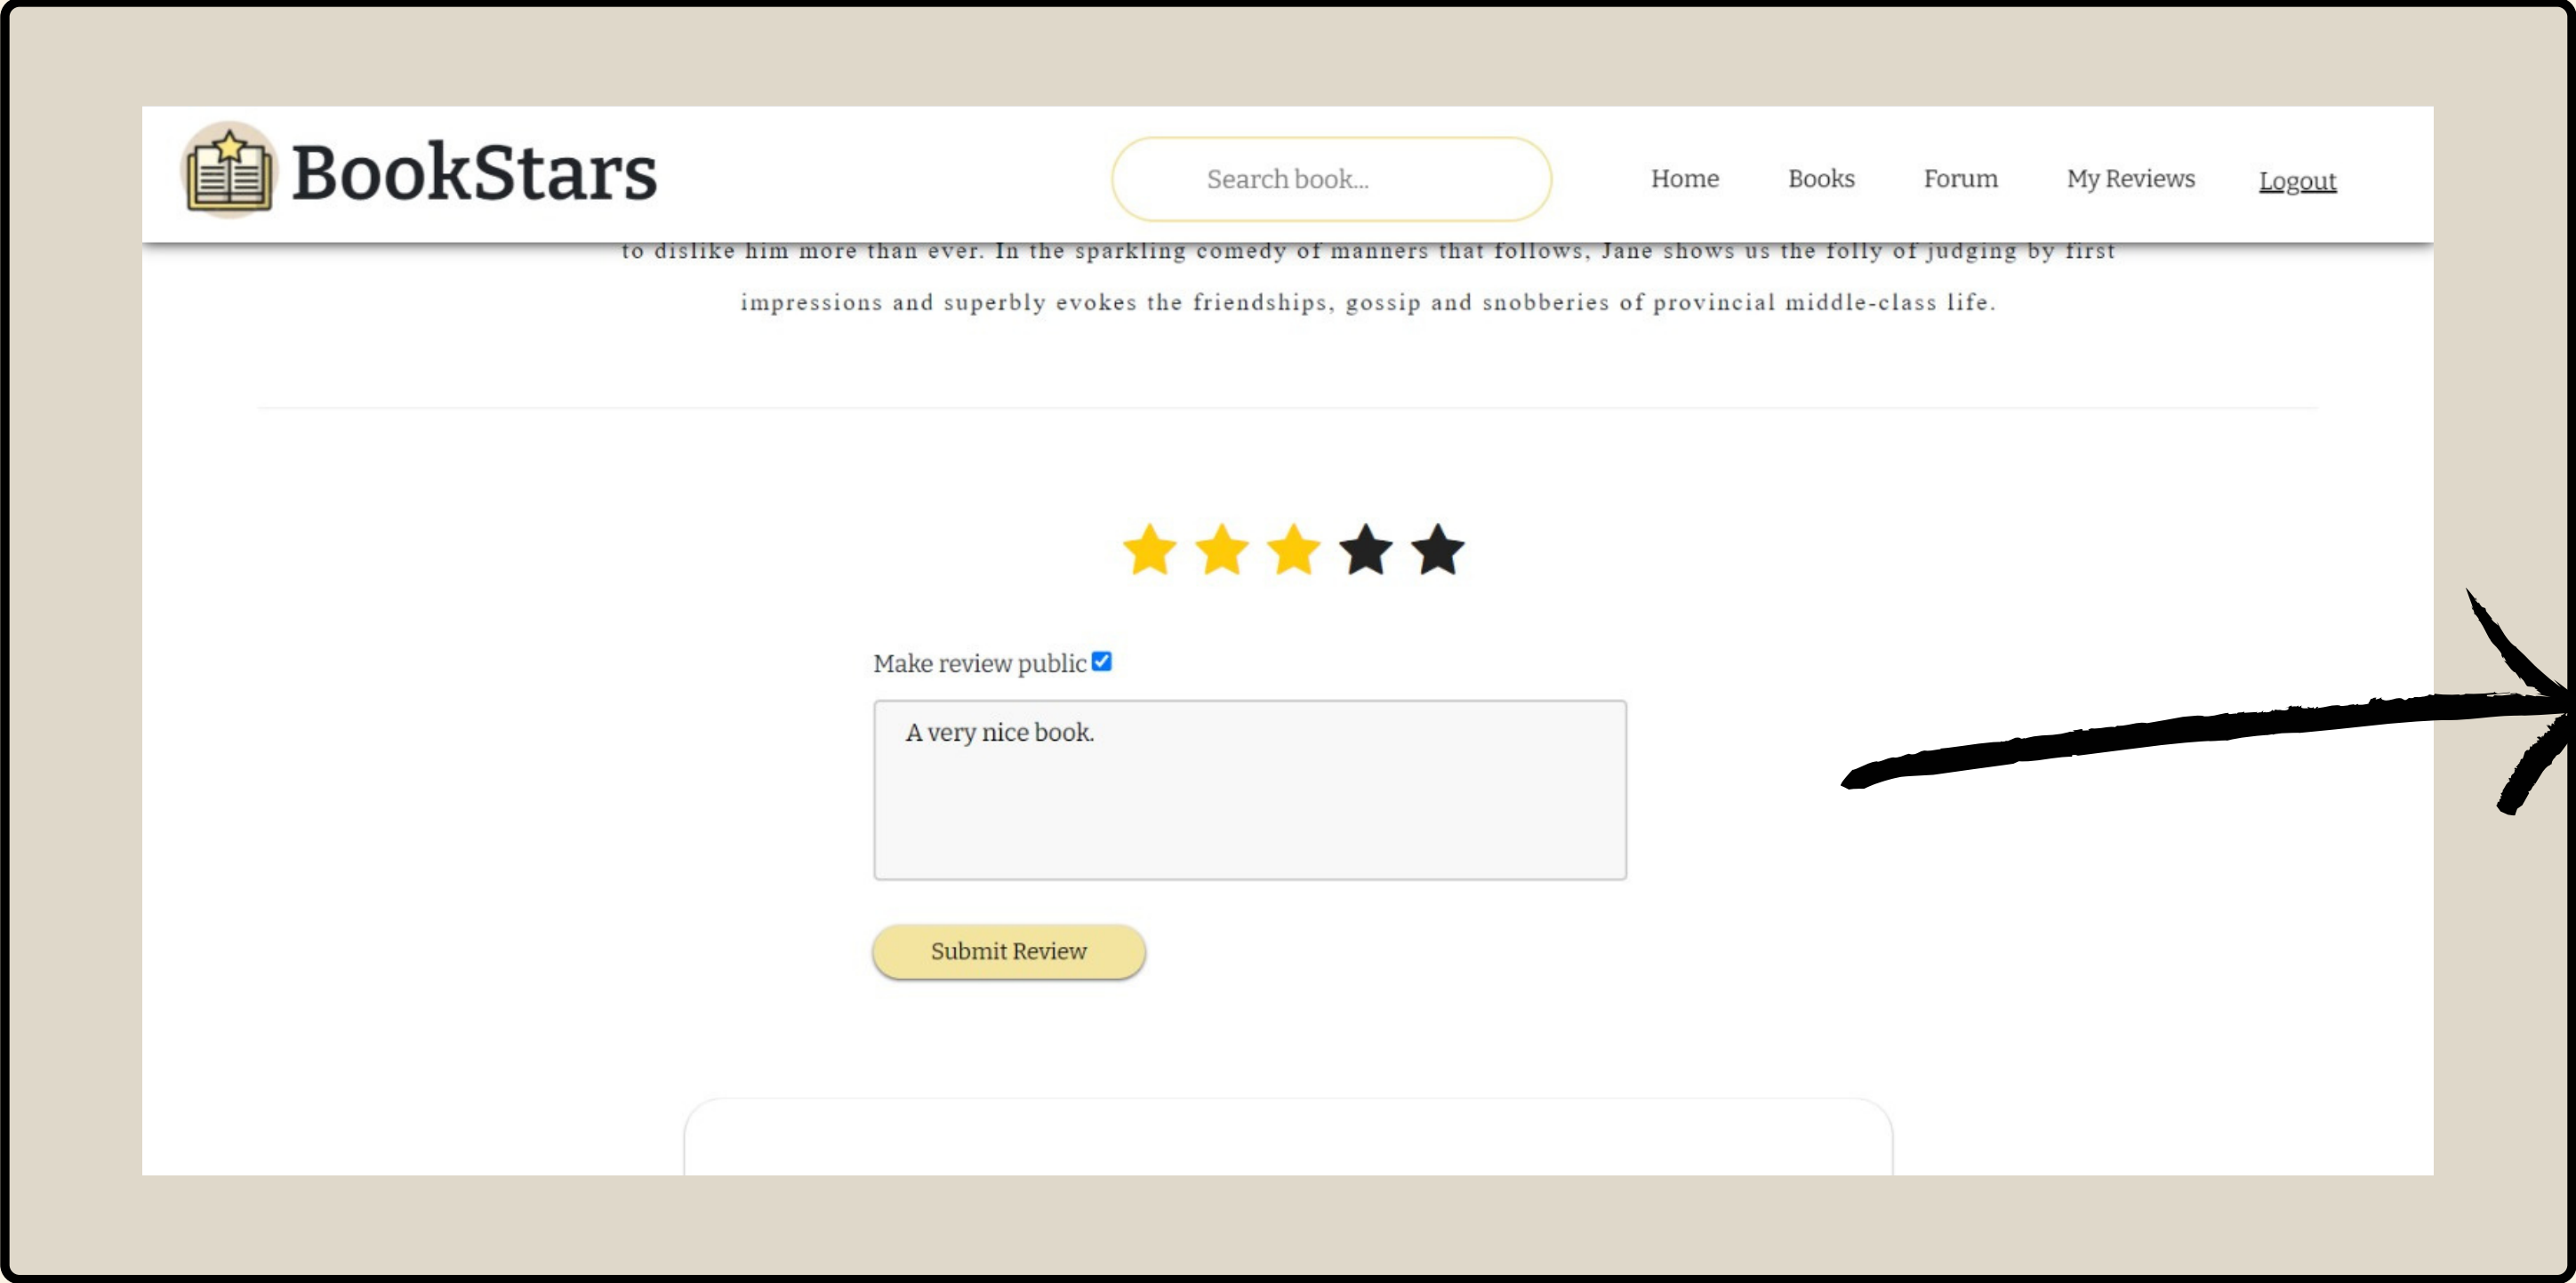 BookStars
Search book...
Home Books Forum My Reviews Logout
to dislike him more than ever. In the sparkling comedy of manners that follows, Jane shows us the folly of judging by first
impressions and superbly evokes the friendships, gossip and snobberies of provincial middle-class life.
Make review public
A very nice book.
Submit Review